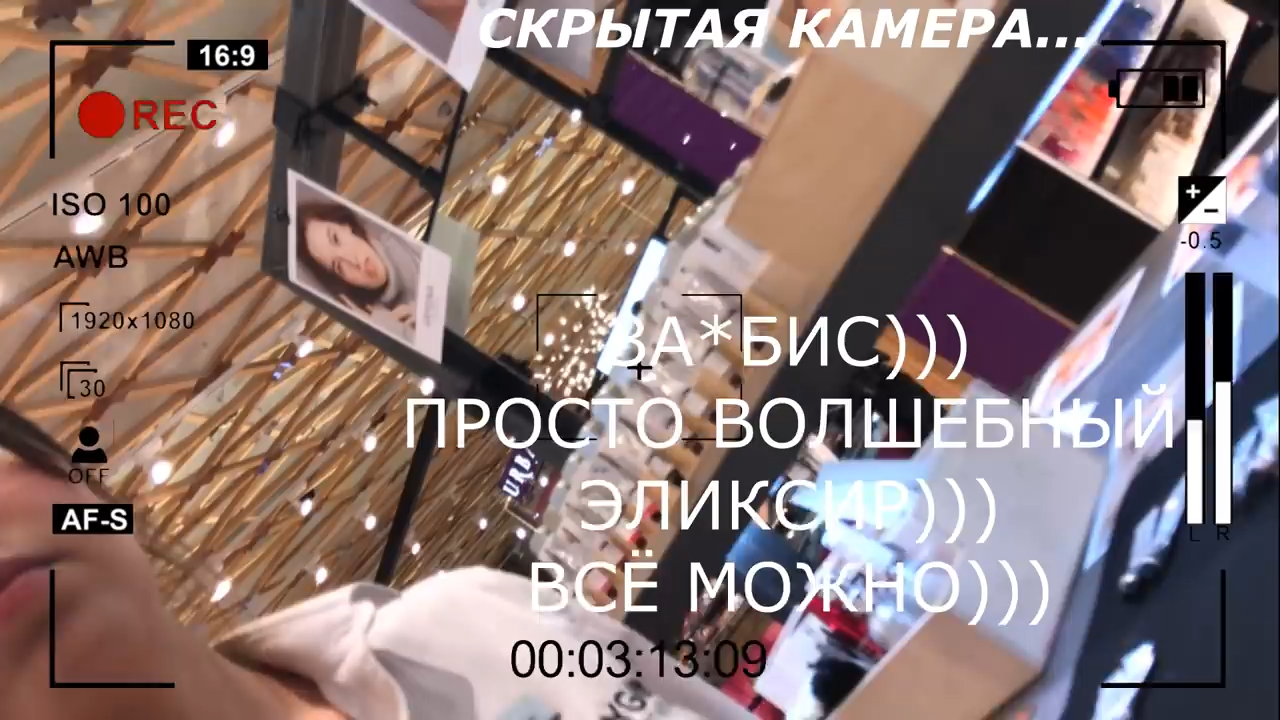 СКРЫТАЯ КАМЕРА...
16:9
REC
ISO 100
AWB
-0.5
1920x1080
30
ЗА*БИС)))
ПРОСТО ВОЛШЕБНЫЙ
ЭЛИКСИР)))
ВСЁ МОЖНО)))
OFF
URBA
AF-S
L R
00:03:13:09